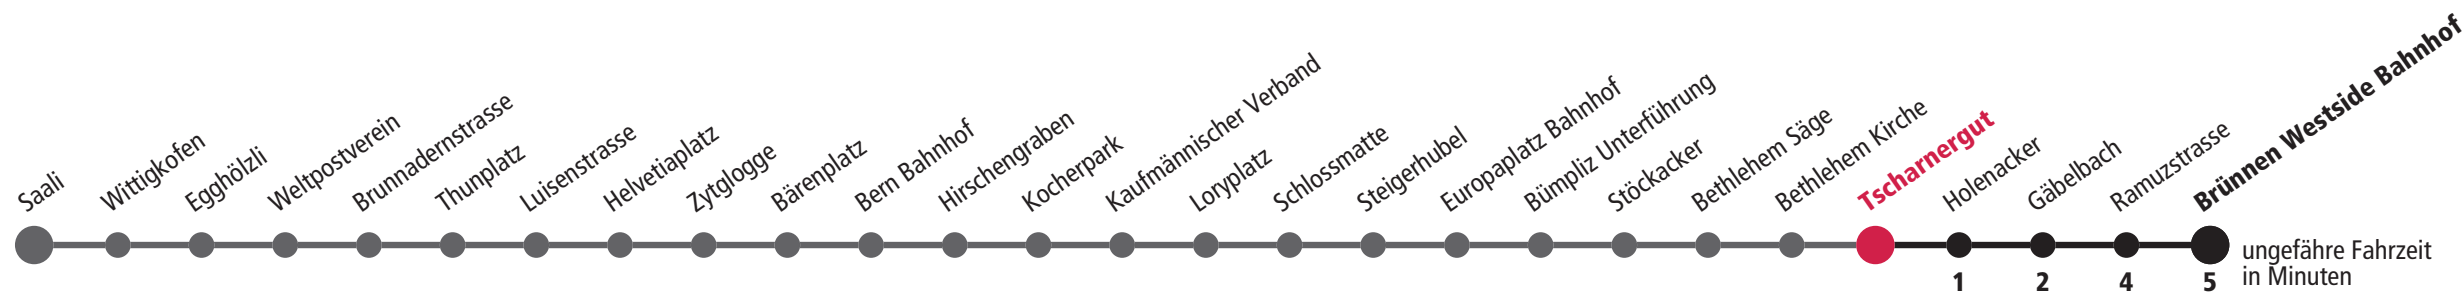 Saali
Wittigkofen
Egghölzli
Weltpostverein
Brunnadernstrasse
Thunplatz
Luisenstrasse
Helvetiaplatz
Zytglogge
Bärenplatz
Bern Bahnhof
Hirschengraben
Kocherpark
Kaufmännischer Verband
Loryplatz
Schlossmatte
Steigerhubel
Europaplatz Bahnhof
Bümpliz Unterführung
Stöckacker
Bethlehem Säge
Bethlehem Kirche
Tscharnergut
Holenacker
Gäbelbach
Ramuzstrasse
Brünnen Westside Bahnhof
1
2
4
5
ungefähre Fahrzeit
in Minuten